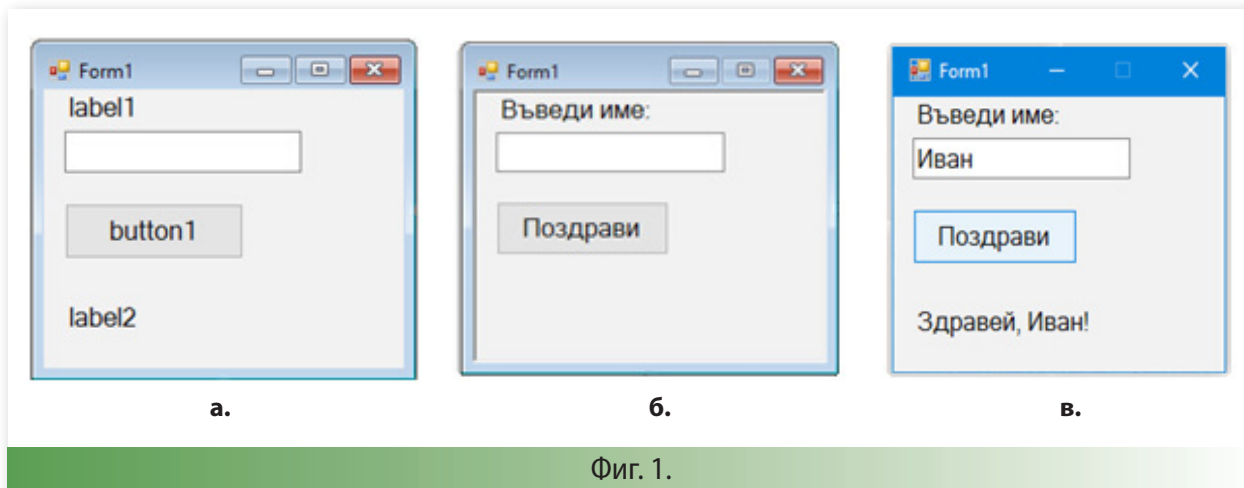 Form1
label1
button1
label2
а.
Form1
Въведи име:
Поздрави
б.
Form1
Въведи име:
Иван
Поздрави
Здравей, Иван!
в.
Фиг. 1.